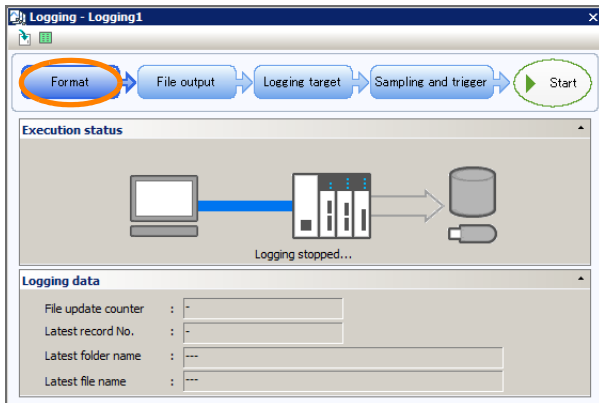 Logging - Logging1
Format File output Logging target Sampling and trigger Start
Execution status
Logging stopped...
Logging data
File update counter : -
Latest record No. : -
Latest folder name : ---
Latest file name : ---